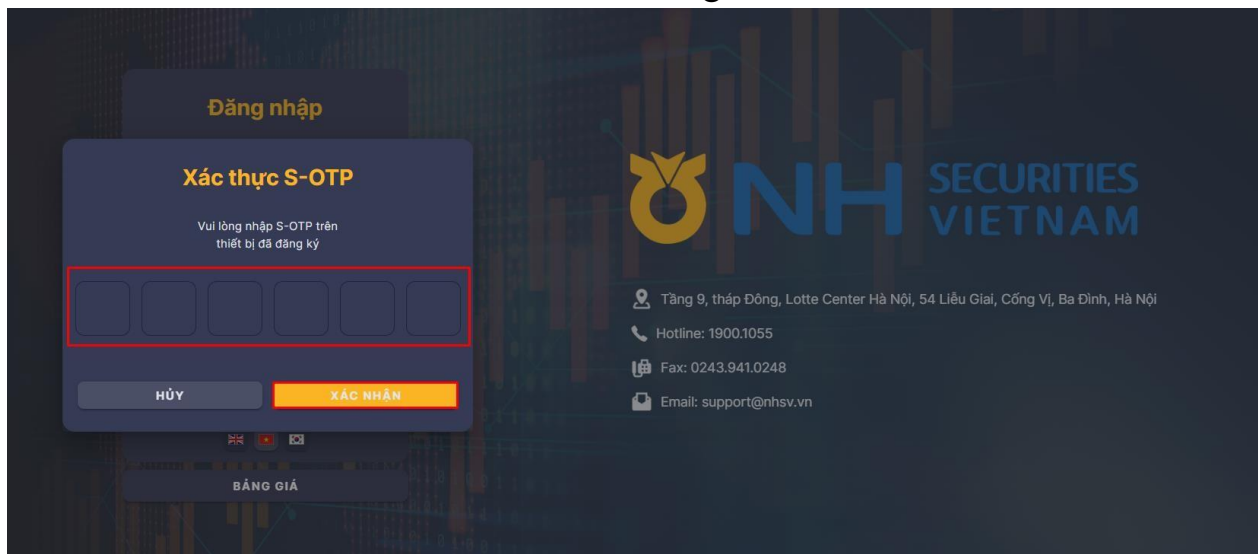 Đăng nhập
Xác thực S-OTP
Vui lòng nhập S-OTP trên
thiết bị đã đăng ký
HỦY
XÁC NHẬN
BẢNG GIÁ
NH SECURITIES
VIETNAM
Tầng 9, tháp Đông, Lotte Center Hà Nội, 54 Liễu Giai, Cống Vị, Ba Đình, Hà Nội
Hotline: 1900.1055
Fax: 0243.941.0248
Email: support@nhsv.vn